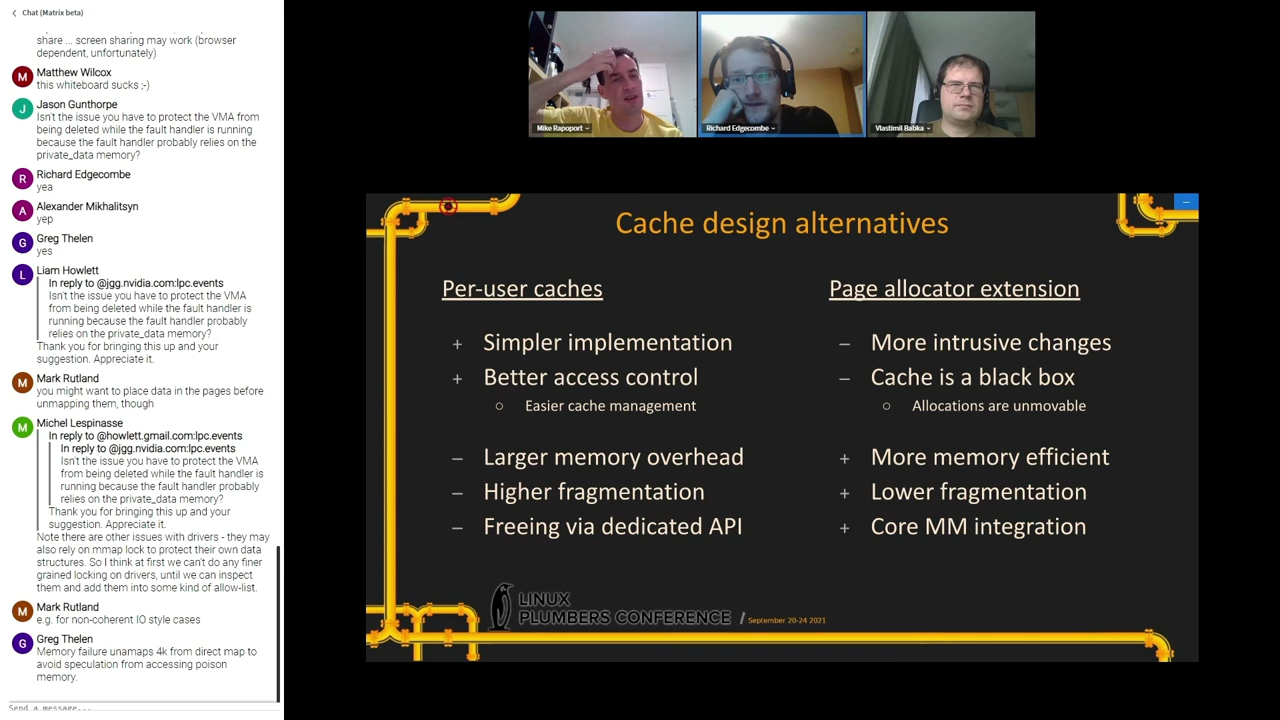 Chat (Matrix beta)
share ... screen sharing may work (browser
dependent, unfortunately)
M
Matthew Wilcox
this whiteboard sucks ;-)
J
Jason Gunthorpe
Isn't the issue you have to protect the VMA from
being deleted while the fault handler is running
because the fault handler probably relies on the
private_data memory?
R
Richard Edgecombe
yea
A
Alexander Mikhalitsyn
yep
G
Greg Thelen
yes
L
Liam Howlett
In reply to @jgg.nvidia.com:lpc.events
Isn't the issue you have to protect the VMA
from being deleted while the fault handler is
running because the fault handler probably
relies on the private_data memory?
Thank you for bringing this up and your
suggestion. Appreciate it.
M
Mark Rutland
you might want to place data in the pages before
unmapping them, though
M
Michel Lespinasse
In reply to @howlett.gmail.com:lpc.events
In reply to @jgg.nvidia.com:lpc.events
Isn't the issue you have to protect the VMA
from being deleted while the fault handler is
running because the fault handler probably
relies on the private_data memory?
Thank you for bringing this up and your
suggestion. Appreciate it.
Note there are other issues with drivers - they may
also rely on mmap lock to protect their own data
structures. So I think at first we can't do any finer
grained locking on drivers, until we can inspect
them and add them into some kind of allow-list.
M
Mark Rutland
e.g. for non-coherent IO style cases
G
Greg Thelen
Memory failure unamaps 4k from direct map to
avoid speculation from accessing poison
memory.
Send a message...
Mike Rapoport
Richard Edgecombe
Vlastimil Babka
Cache design alternatives
Per-user caches
+ Simpler implementation
+ Better access control
○ Easier cache management
– Larger memory overhead
– Higher fragmentation
– Freeing via dedicated API
Page allocator extension
– More intrusive changes
– Cache is a black box
○ Allocations are unmovable
+ More memory efficient
+ Lower fragmentation
+ Core MM integration
LINUX
PLUMBERS CONFERENCE / September 20-24 2021